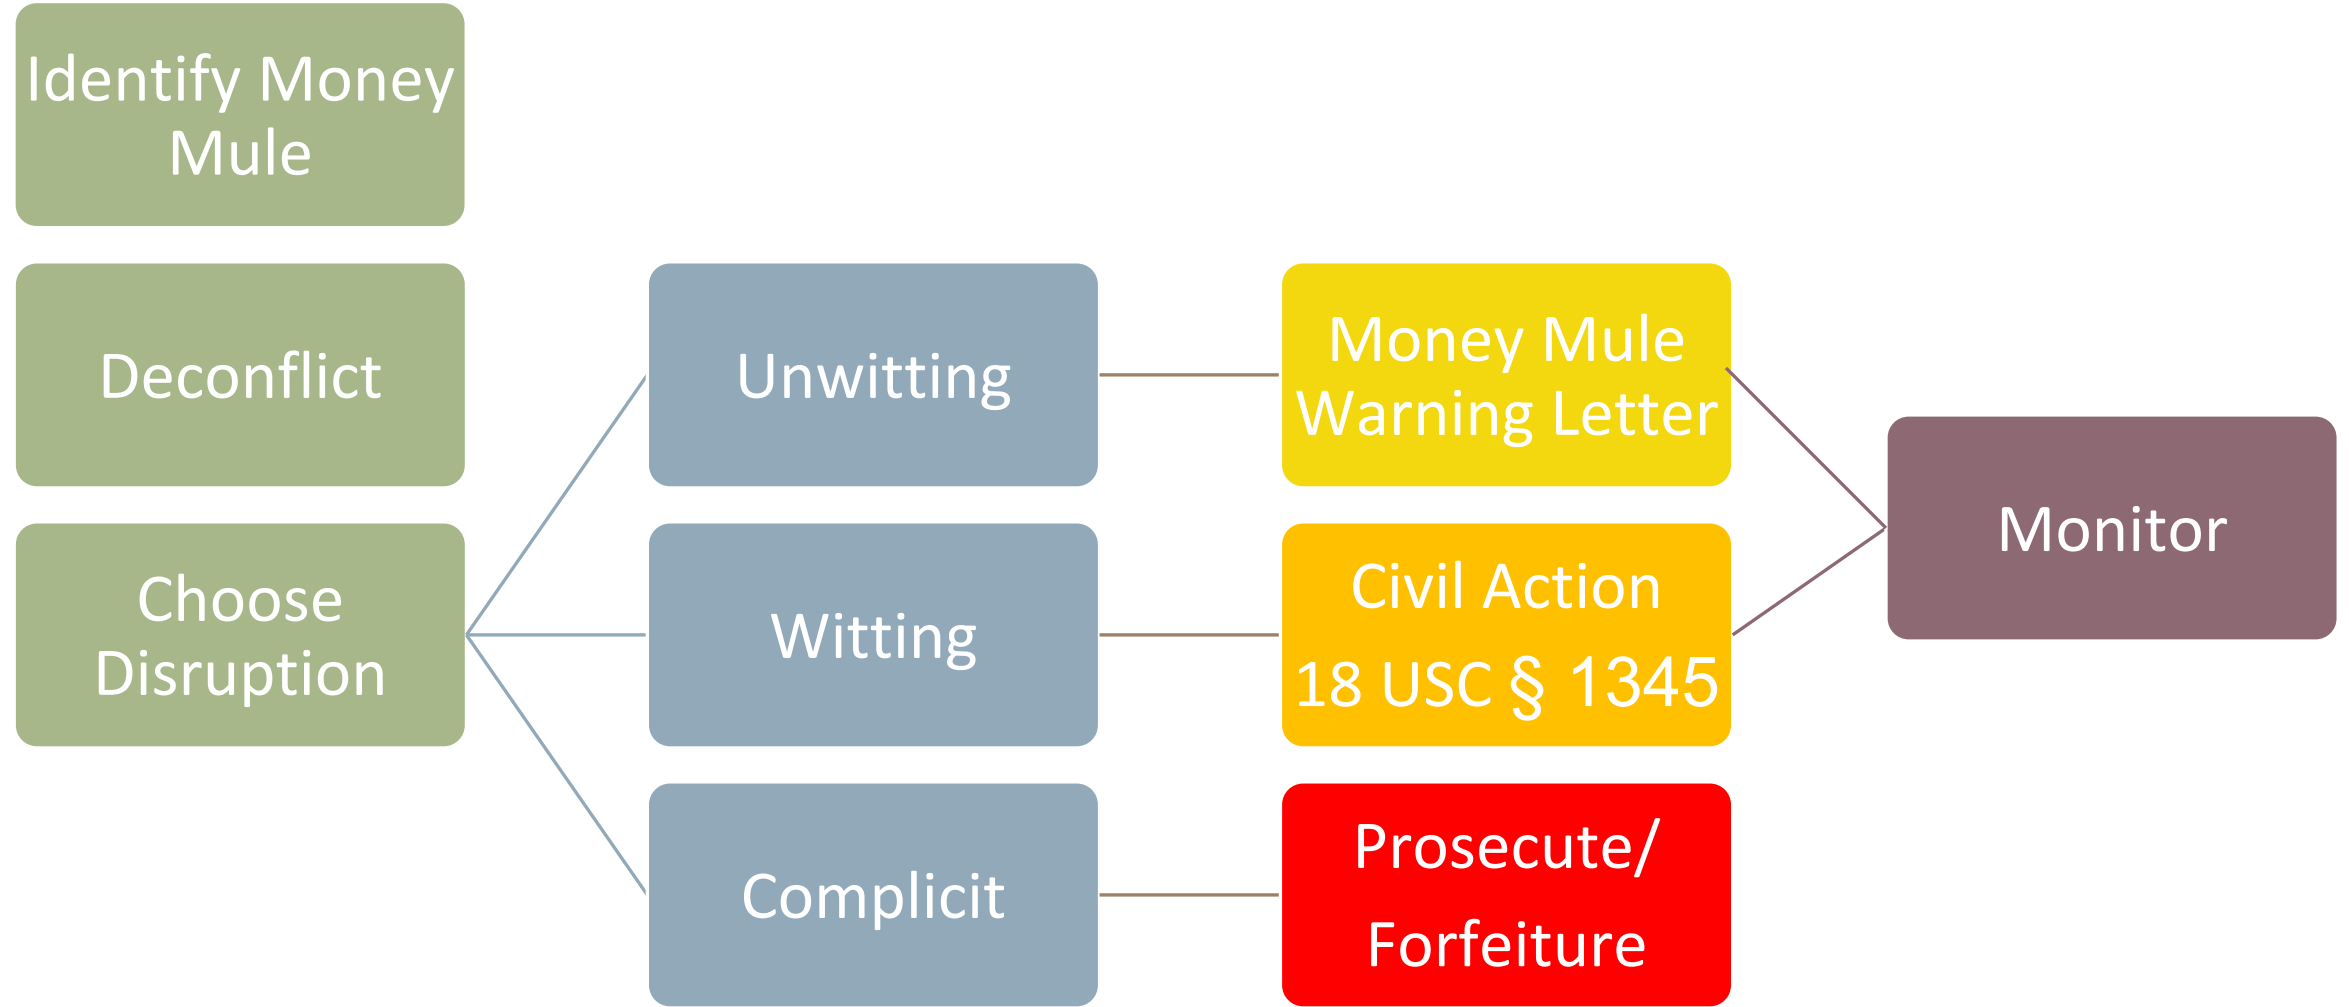 Identify Money
Mule
Deconflict
Choose
Disruption
Unwitting
Witting
Complicit
Money Mule
Warning Letter
Civil Action
18 USC § 1345
Prosecute/
Forfeiture
Monitor